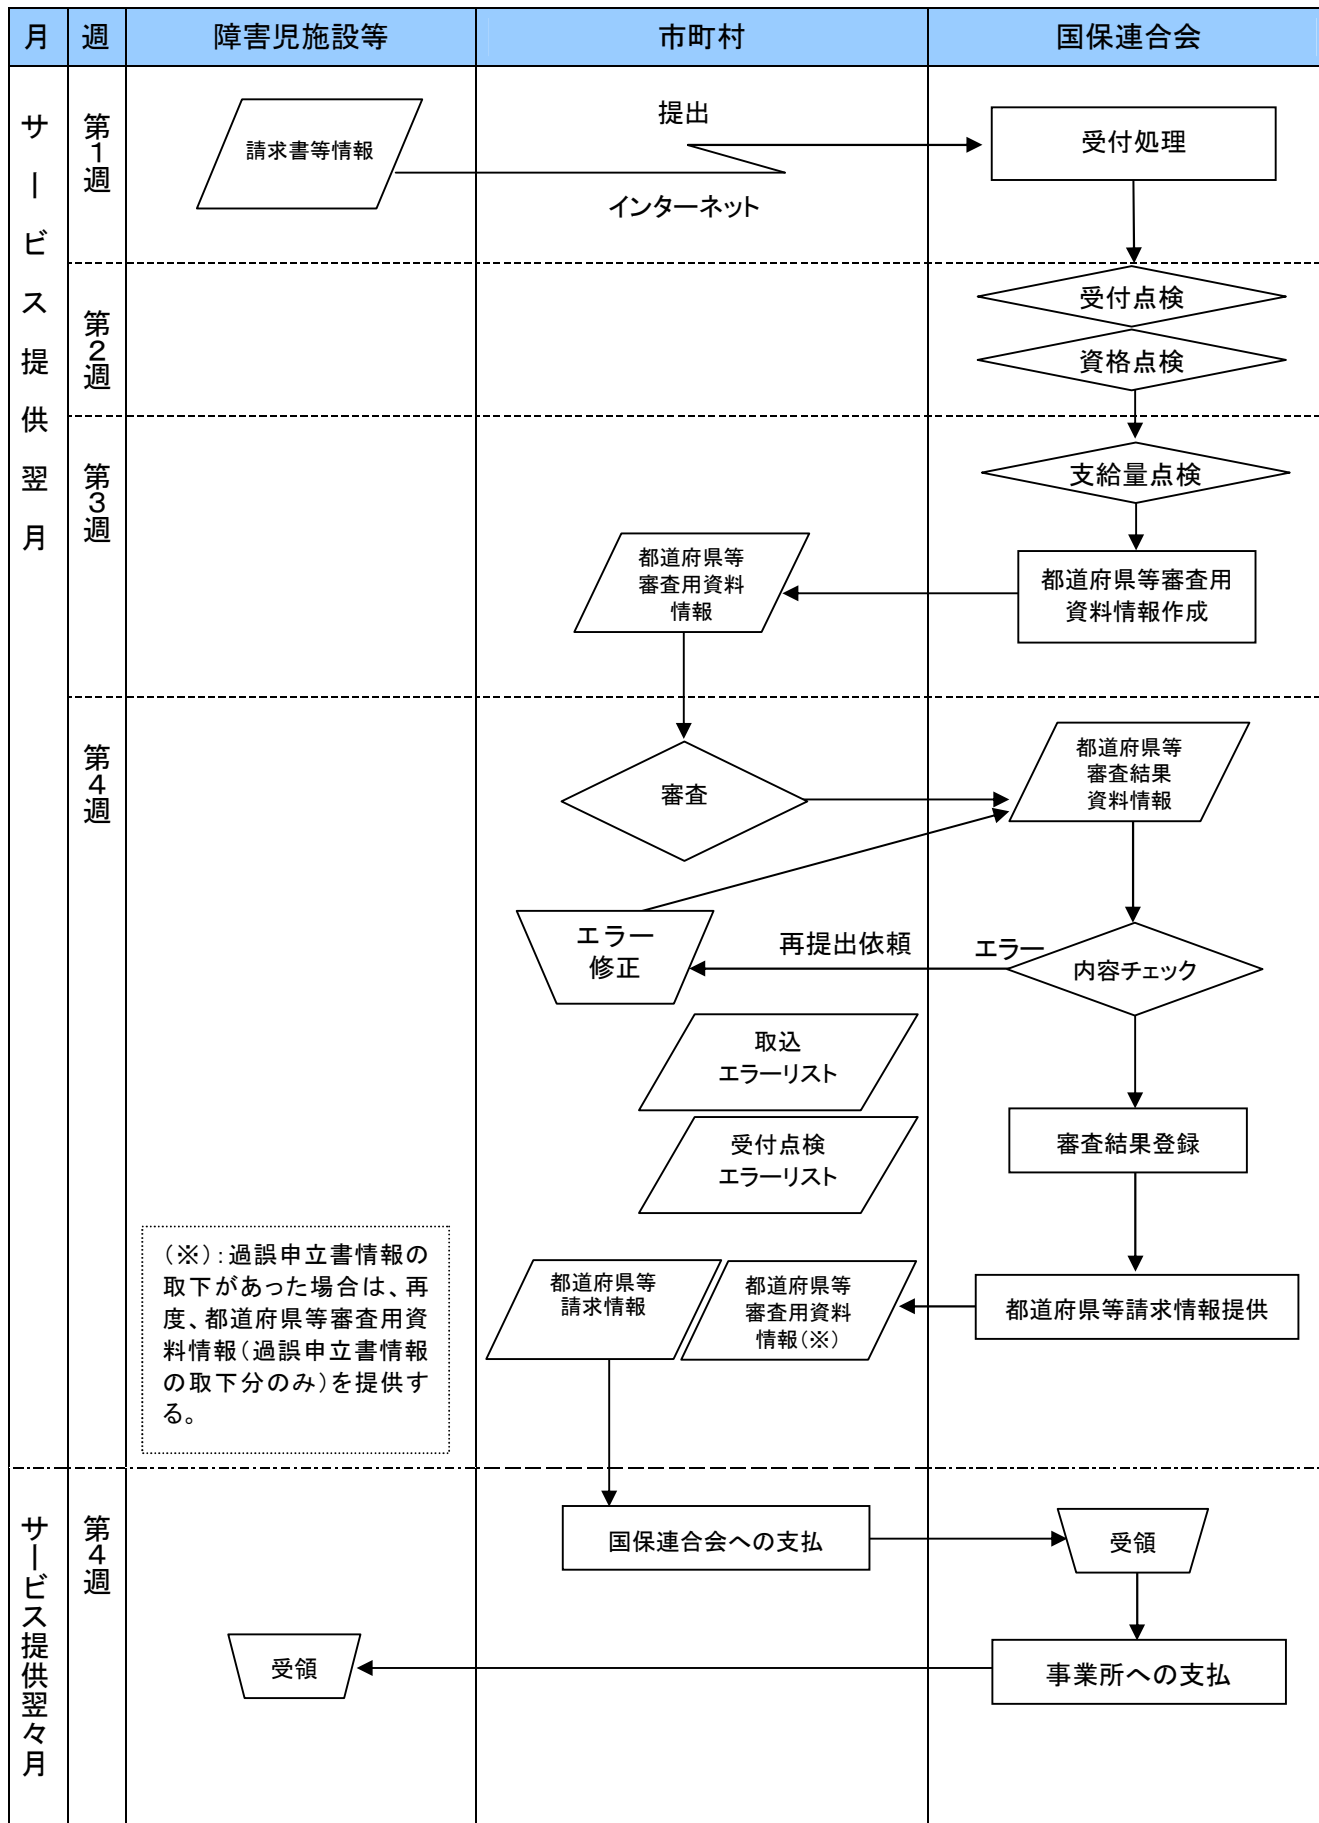 月
週
障害児施設等
市町村
国保連合会
サービス提供翌月
第1週
請求書等情報
提出
インターネット
受付処理
第2週
受付点検
資格点検
第3週
支給量点検
都道府県等
審査用資料
情報
都道府県等審査用
資料情報作成
第4週
審査
都道府県等
審査結果
資料情報
エラー
修正
再提出依頼
エラー
内容チェック
取込
エラーリスト
受付点検
エラーリスト
審査結果登録
(※):過誤申立書情報の
取下があった場合は、再
度、都道府県等審査用資
料情報(過誤申立書情報
の取下分のみ)を提供す
る。
都道府県等
請求情報
都道府県等
審査用資料
情報(※)
都道府県等請求情報提供
サービス提供翌々月
第4週
国保連合会への支払
受領
受領
事業所への支払